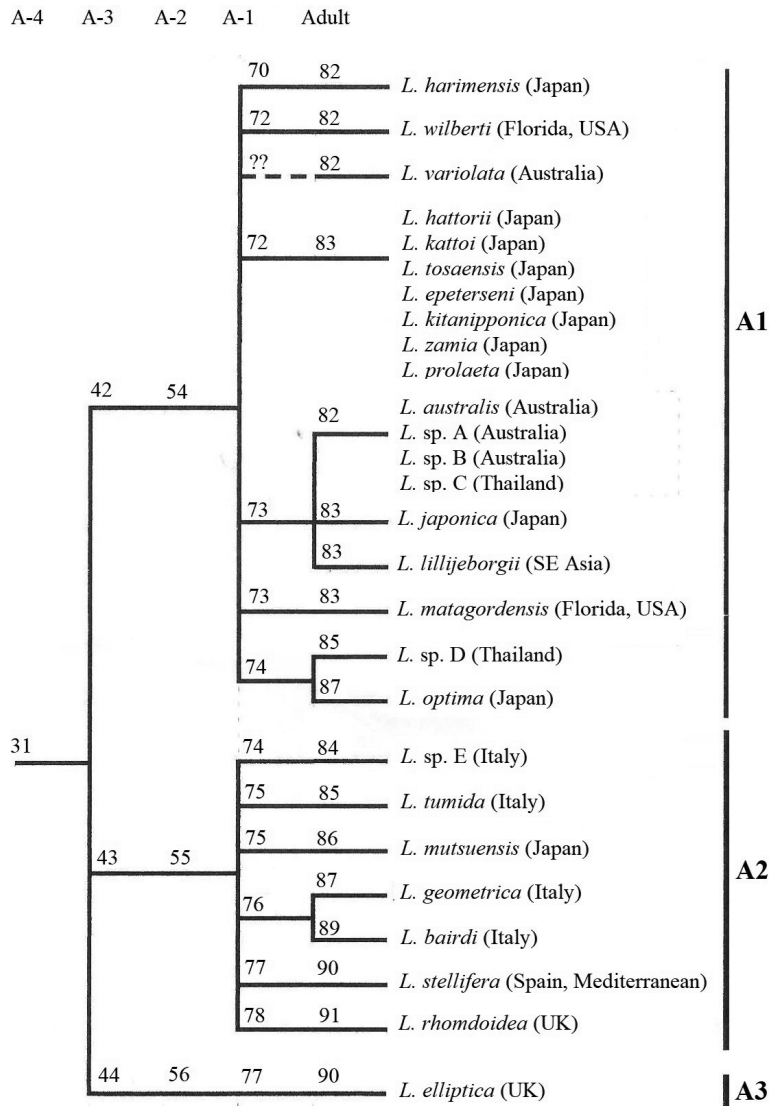 A-4 A-3 A-2 A-1 Adult
70 82 L. harimensis (Japan)
72 82 L. wilberti (Florida, USA)
?? 82 L. variolata (Australia)
L. hattorii (Japan)
L. kattoi (Japan)
72 83
L. tosaensis (Japan)
L. epeterseni (Japan)
L. kitanipponica (Japan)
A1
L. zamia (Japan)
L. prolaeta (Japan)
42 54
82 L. australis (Australia)
L. sp. A (Australia)
L. sp. B (Australia)
L. sp. C (Thailand)
73 83 L. japonica (Japan)
83 L. lillijeborgii (SE Asia)
73 83 L. matagordensis (Florida, USA)
85 L. sp. D (Thailand)
74
87 L. optima (Japan)
31
74 84 L. sp. E (Italy)
75 85 L. tumida (Italy)
75 86 L. mutsuensis (Japan)
43 55
A2
87 L. geometrica (Italy)
76
89 L. bairdi (Italy)
77 90 L. stellifera (Spain, Mediterranean)
78 91 L. rhomdoidea (UK)
44 56 77 90 L. elliptica (UK)
A3